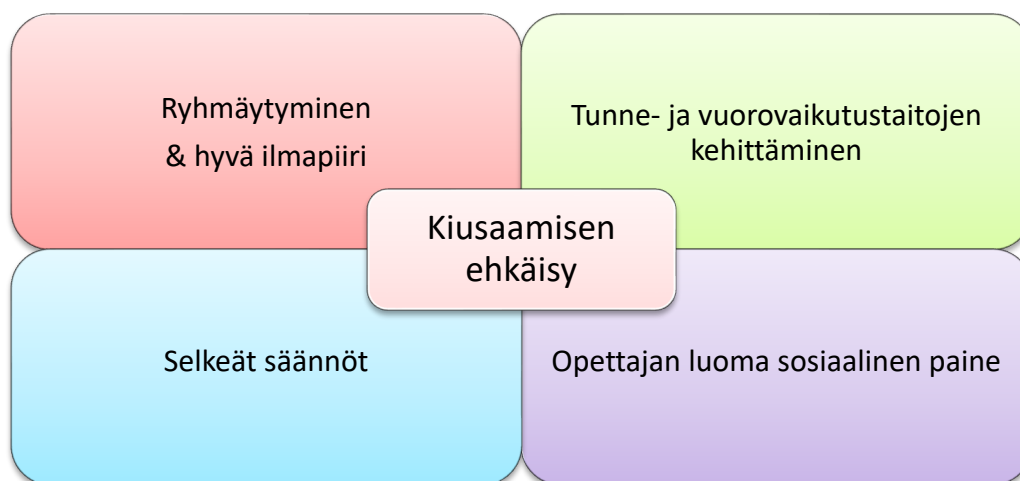 Ryhmäytyminen
& hyvä ilmapiiri
Tunne- ja vuorovaikutustaitojen
kehittäminen
Kiusaamisen
ehkäisy
Selkeät säännöt
Opettajan luoma sosiaalinen paine